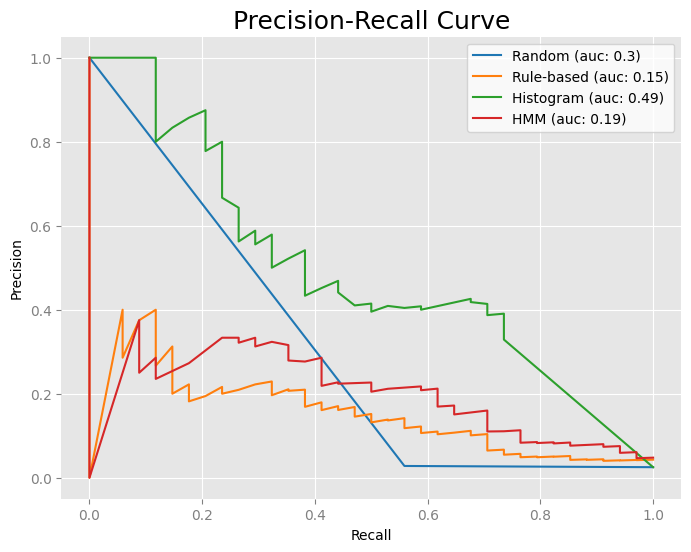 Precision-Recall Curve
Random (auc: 0.3)
Rule-based (auc: 0.15)
Histogram (auc: 0.49)
HMM (auc: 0.19)
Precision
1.0
0.8
0.6
0.4
0.2
0.0
0.0 0.2 0.4 0.6 0.8 1.0
Recall